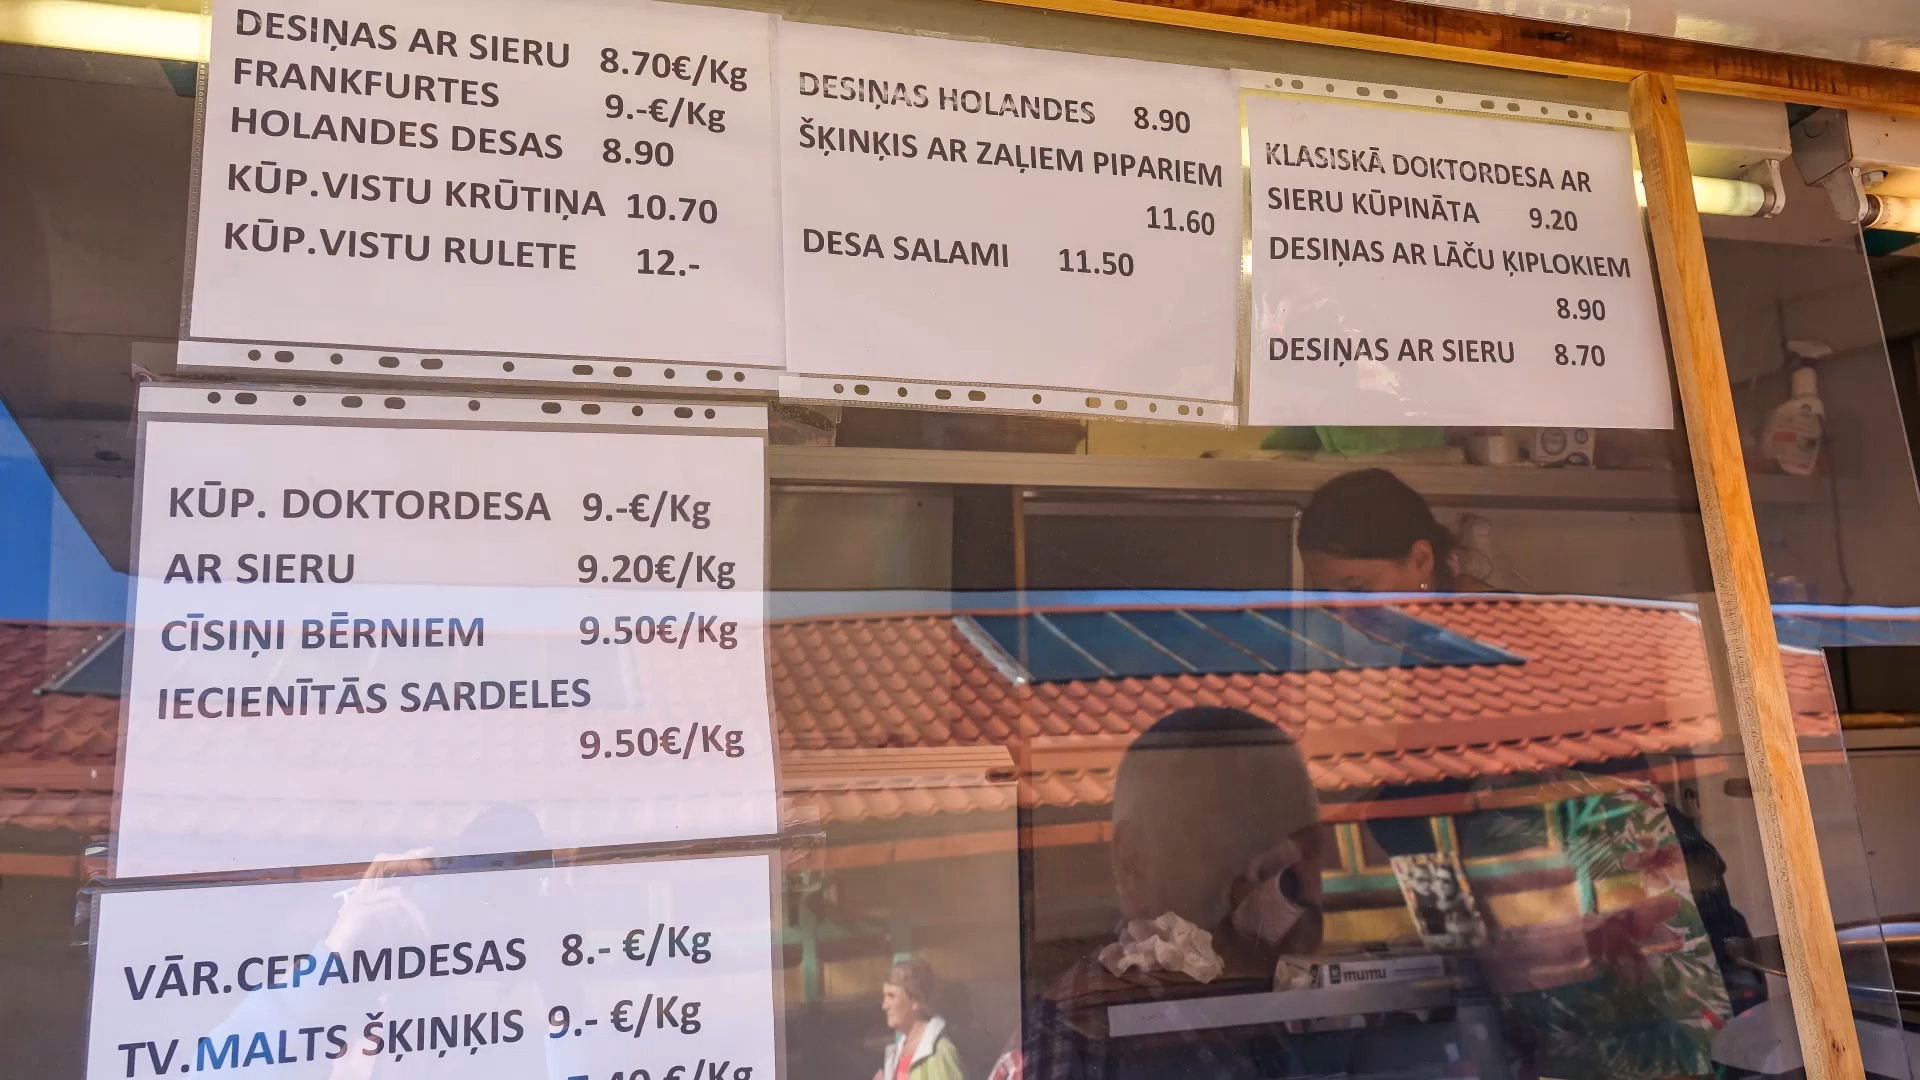 DESIŅAS AR SIERU 8.70€/Kg
FRANKFURTES 9.-€/Kg
HOLANDES DESAS 8.90
KŪP.VISTU KRŪTIŅA 10.70
KŪP.VISTU RULETE 12.-
DESIŅAS HOLANDES 8.90
ŠĶIŅĶIS AR ZAĻIEM PIPARIEM
11.60
DESA SALAMI 11.50
KLASISKĀ DOKTORDESA AR
SIERU KŪPINĀTA 9.20
DESIŅAS AR LĀČU ĶIPLOKIEM
8.90
DESIŅAS AR SIERU 8.70
KŪP. DOKTORDESA 9.-€/Kg
AR SIERU 9.20€/Kg
CĪSIŅI BĒRNIEM 9.50€/Kg
IECIENĪTĀS SARDELES
9.50€/Kg
VĀR.CEPAMDESAS 8.- €/Kg
TV.MALTS ŠĶIŅĶIS 9.- €/Kg
€/Kg
mumu